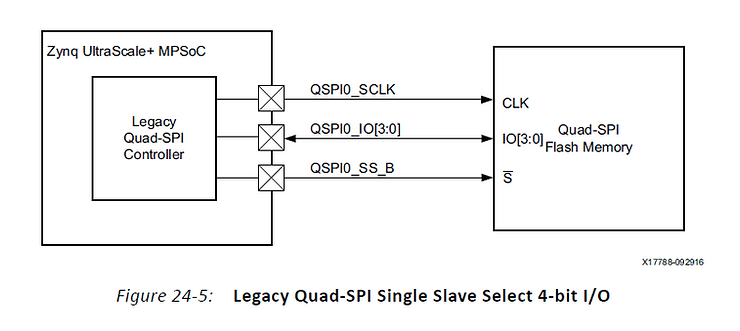 Zynq UltraScale+ MPSoC
Legacy
Quad-SPI
Controller
QSPI0_SCLK
QSPI0_IO[3:0]
QSPI0_SS_B
CLK
IO[3:0]
S̅
Quad-SPI
Flash Memory
X17788-092916
Figure 24-5: Legacy Quad-SPI Single Slave Select 4-bit I/O